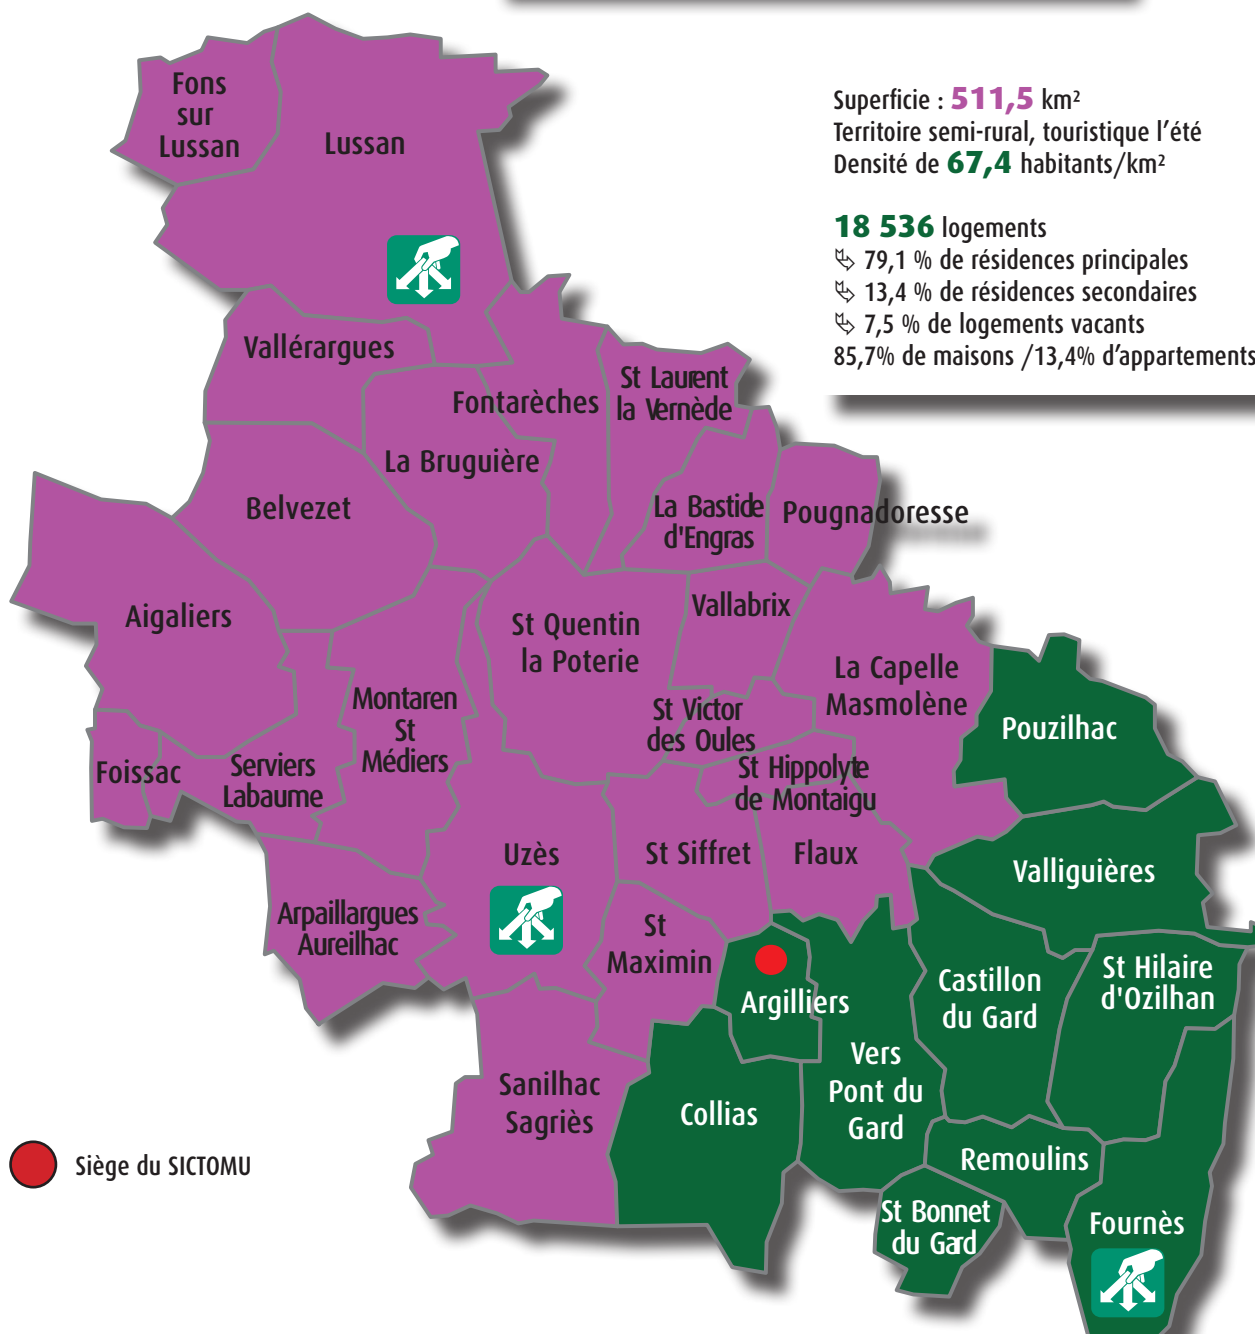 Superficie : 511,5 km²
Territoire semi-rural, touristique l'été
Densité de 67,4 habitants/km²
18 536 logements
↳ 79,1 % de résidences principales
↳ 13,4 % de résidences secondaires
↳ 7,5 % de logements vacants
85,7% de maisons /13,4% d'appartements
Fons
sur
Lussan
Lussan
Vallérargues
Fontarèches
St Laurent
la Vernède
La Bruguière
Belvezet
La Bastide
d'Engras
Pougnadoresse
Aigaliers
St Quentin
la Poterie
Vallabrix
La Capelle
Masmolène
Montaren
St
Médiers
St Victor
des Oules
Pouzilhac
Foissac
Serviers
Labaume
St Hippolyte
de Montaigu
Uzès
St Siffret
Flaux
Valliguières
Arpaillargues
Aureilhac
St
Maximin
Argilliers
Castillon
du Gard
St Hilaire
d'Ozilhan
Vers
Pont du
Gard
Sanilhac
Sagriès
Collias
Remoulins
St Bonnet
du Gard
Fournès
Siège du SICTOMU